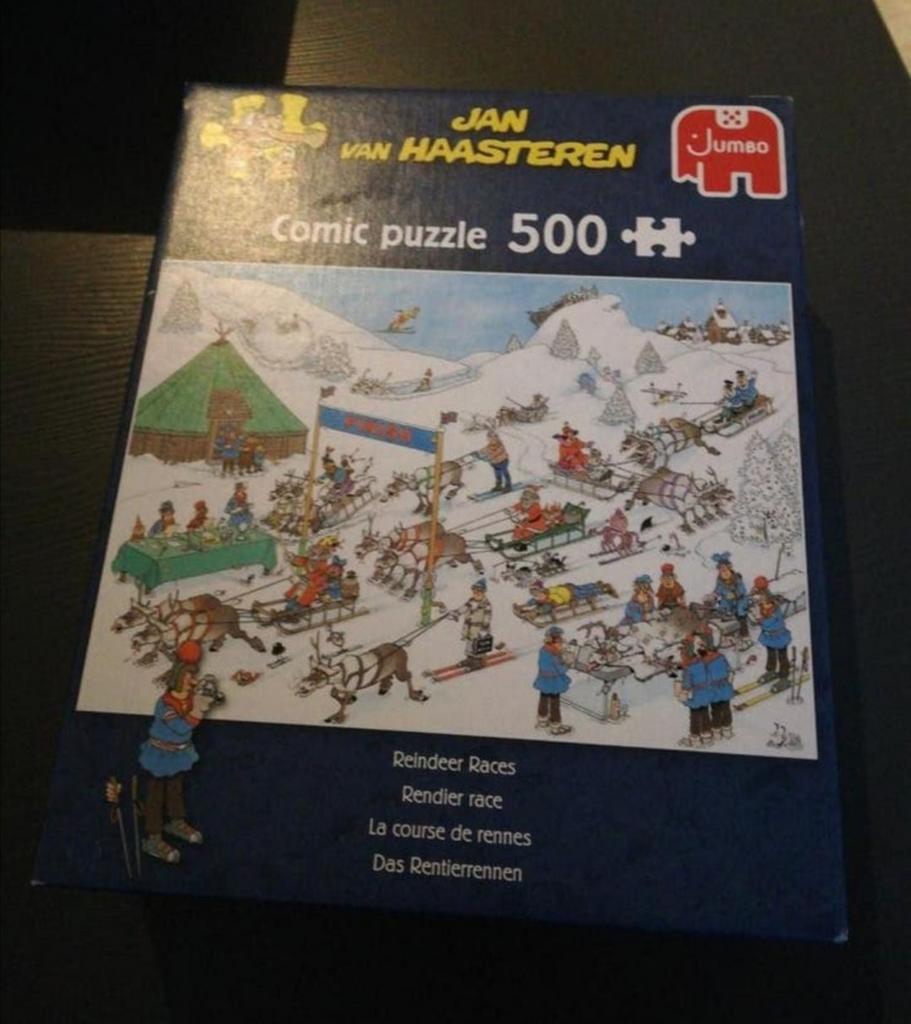 JAN
VAN HAASTEREN
JUMBO
Comic puzzle 500
Reindeer Races
Rendier race
La course de rennes
Das Rentierrennen